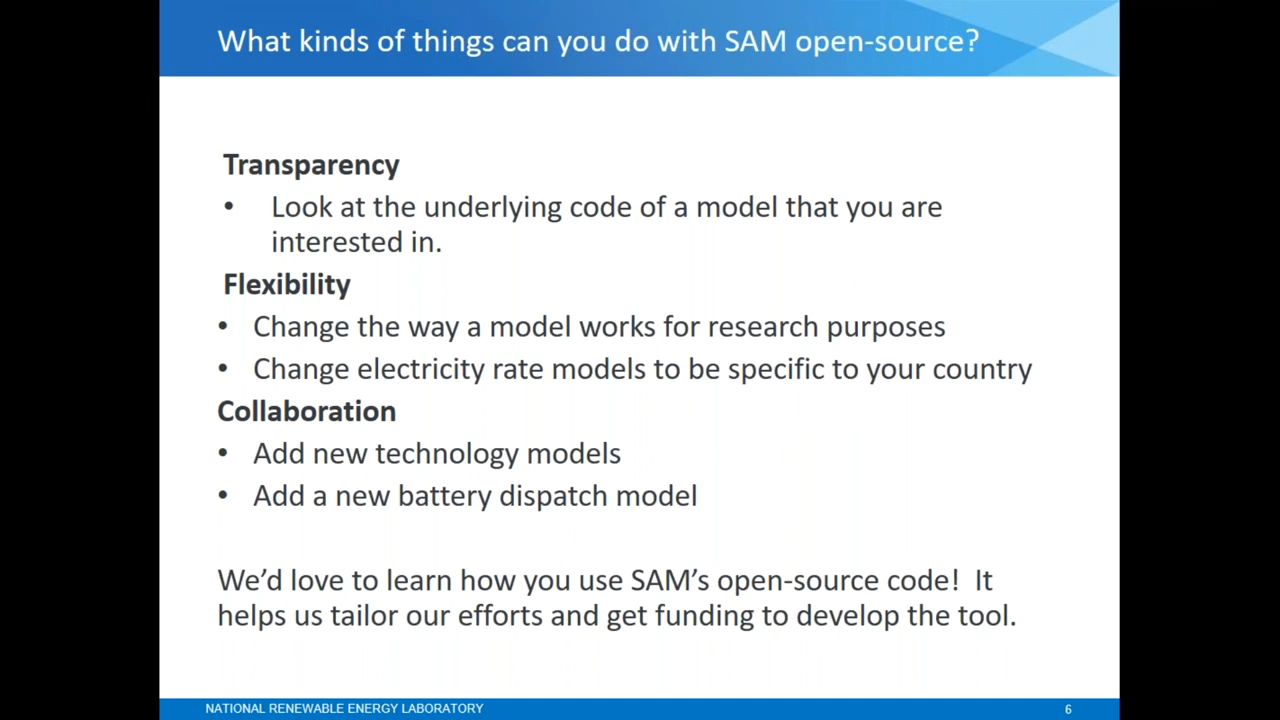 What kinds of things can you do with SAM open-source?
Transparency
• Look at the underlying code of a model that you are
interested in.
Flexibility
• Change the way a model works for research purposes
• Change electricity rate models to be specific to your country
Collaboration
• Add new technology models
• Add a new battery dispatch model
We’d love to learn how you use SAM’s open-source code! It
helps us tailor our efforts and get funding to develop the tool.
NATIONAL RENEWABLE ENERGY LABORATORY
6